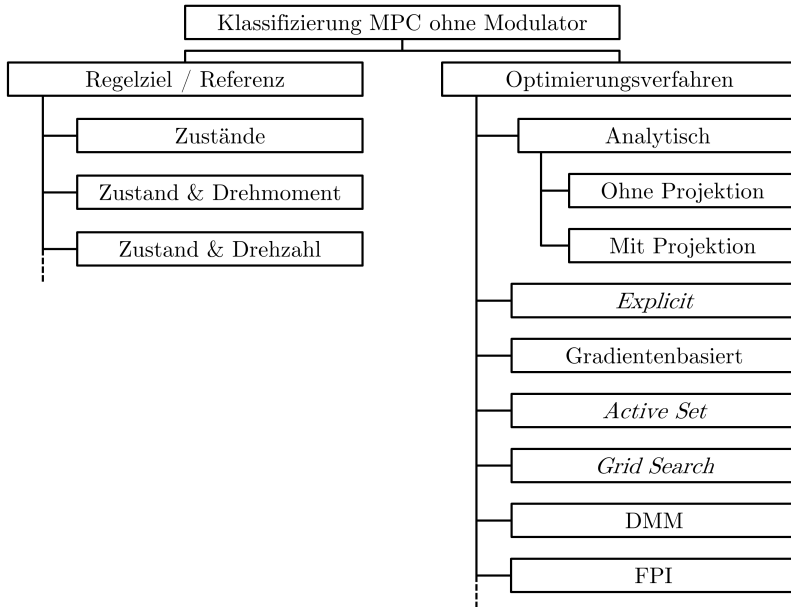 Klassifizierung MPC ohne Modulator
Regelziel / Referenz
Zustände
Zustand & Drehmoment
Zustand & Drehzahl
Optimierungsverfahren
Analytisch
Ohne Projektion
Mit Projektion
Explicit
Gradientenbasiert
Active Set
Grid Search
DMM
FPI